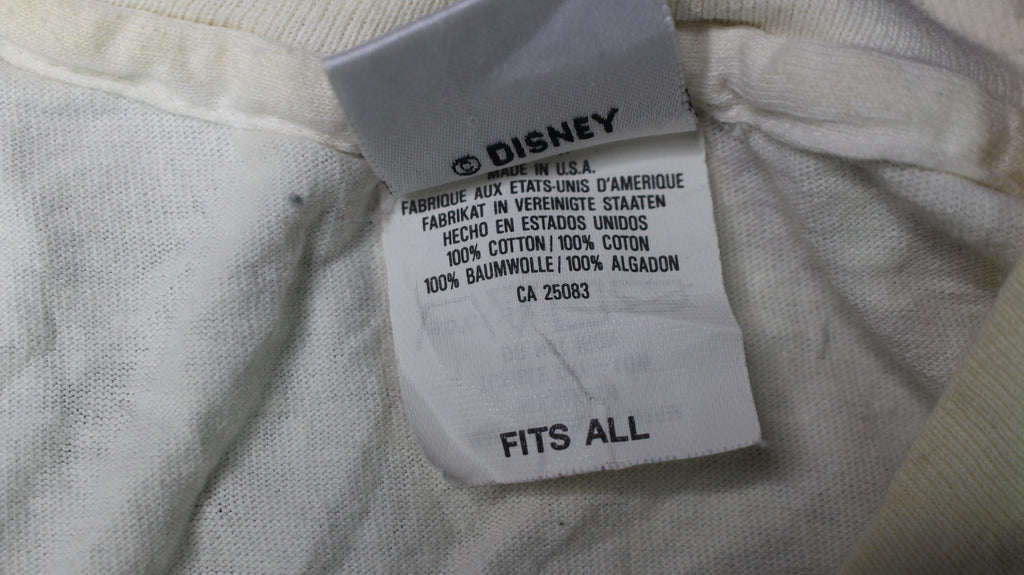 © DISNEY
MADE IN U.S.A.
FABRIQUE AUX ETATS-UNIS D'AMERIQUE
FABRIKAT IN VEREINIGTE STAATEN
HECHO EN ESTADOS UNIDOS
100% COTTON / 100% COTON
100% BAUMWOLLE / 100% ALGADON
CA 25083
FITS ALL